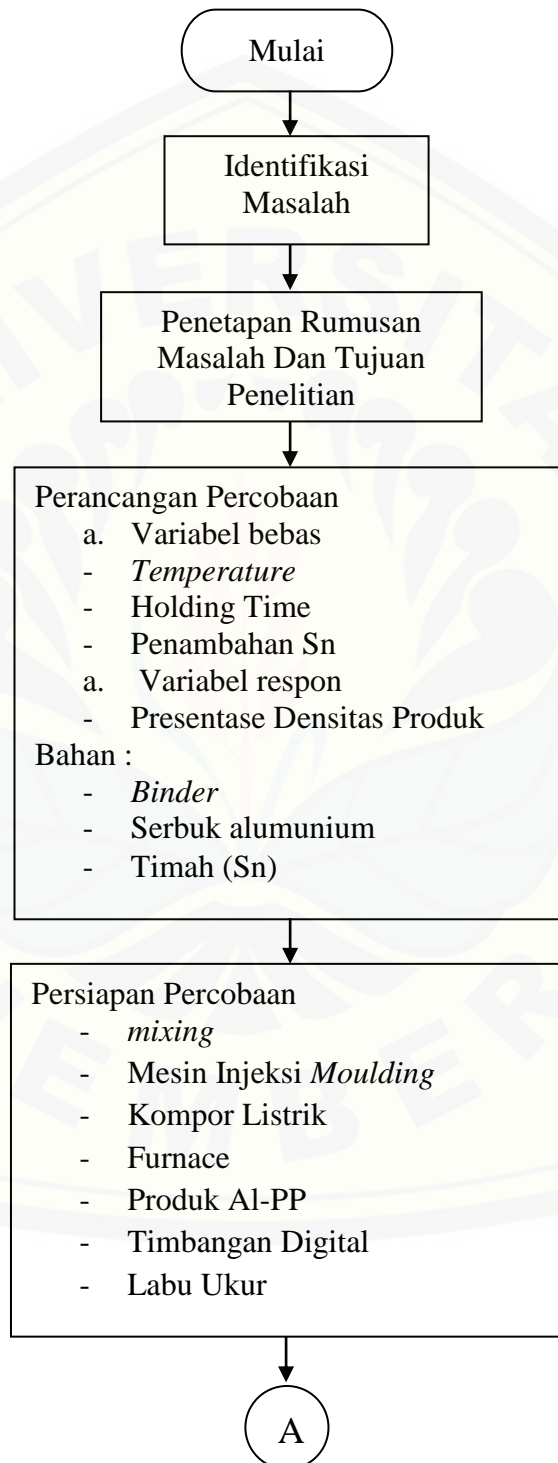 Mulai
Identifikasi
Masalah
Penetapan Rumusan
Masalah Dan Tujuan
Penelitian
Perancangan Percobaan
a. Variabel bebas
- Temperature
- Holding Time
- Penambahan Sn
a. Variabel respon
- Presentase Densitas Produk
Bahan :
- Binder
- Serbuk alumunium
- Timah (Sn)
Persiapan Percobaan
- mixing
- Mesin Injeksi Moulding
- Kompor Listrik
- Furnace
- Produk Al-PP
- Timbangan Digital
- Labu Ukur
A